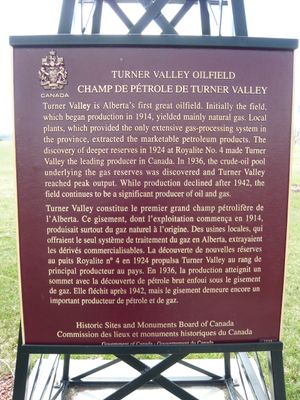 CANADA
TURNER VALLEY OILFIELD
CHAMP DE PÉTROLE DE TURNER VALLEY
Turner Valley is Alberta's first great oilfield. Initially the field,
which began production in 1914, yielded mainly natural gas. Local
plants, which provided the only extensive gas-processing system in
the province, extracted the marketable petroleum products. The
discovery of deeper reserves in 1924 at Royalite No. 4 made Turner
Valley the leading producer in Canada. In 1936, the crude-oil pool
underlying the gas reserves was discovered and Turner Valley
reached peak output. While production declined after 1942, the
field continues to be a significant producer of oil and gas.
Turner Valley constitue le premier grand champ pétrolifère de
l'Alberta. Ce gisement, dont l'exploitation commença en 1914,
produisait surtout du gaz naturel à l'origine. Des usines locales, qui
offraient le seul système de traitement du gaz en Alberta, extrayaient
les dérivés commercialisables. La découverte de nouvelles réserves
au puits Royalite nº 4 en 1924 propulsa Turner Valley au rang de
principal producteur au pays. En 1936, la production atteignit un
sommet avec la découverte de pétrole brut enfoui sous le gisement
de gaz. Elle fléchit après 1942, mais le gisement demeure encore un
important producteur de pétrole et de gaz.
Historic Sites and Monuments Board of Canada
Commission des lieux et monuments historiques du Canada
Government of Canada - Gouvernement du Canada